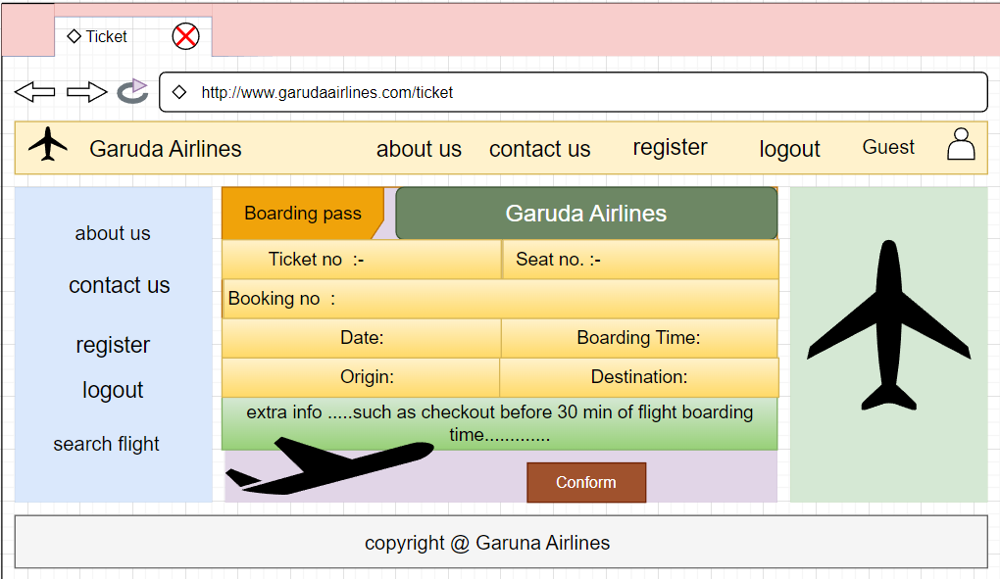 Ticket
http://www.garudaairlines.com/ticket
Garuda Airlines
about us
contact us
register
logout
Guest
about us
contact us
register
logout
search flight
Boarding pass
Garuda Airlines
Ticket no :-
Seat no. :-
Booking no :
Date:
Boarding Time:
Origin:
Destination:
extra info .....such as checkout before 30 min of flight boarding
time.............
Conform
copyright @ Garuna Airlines